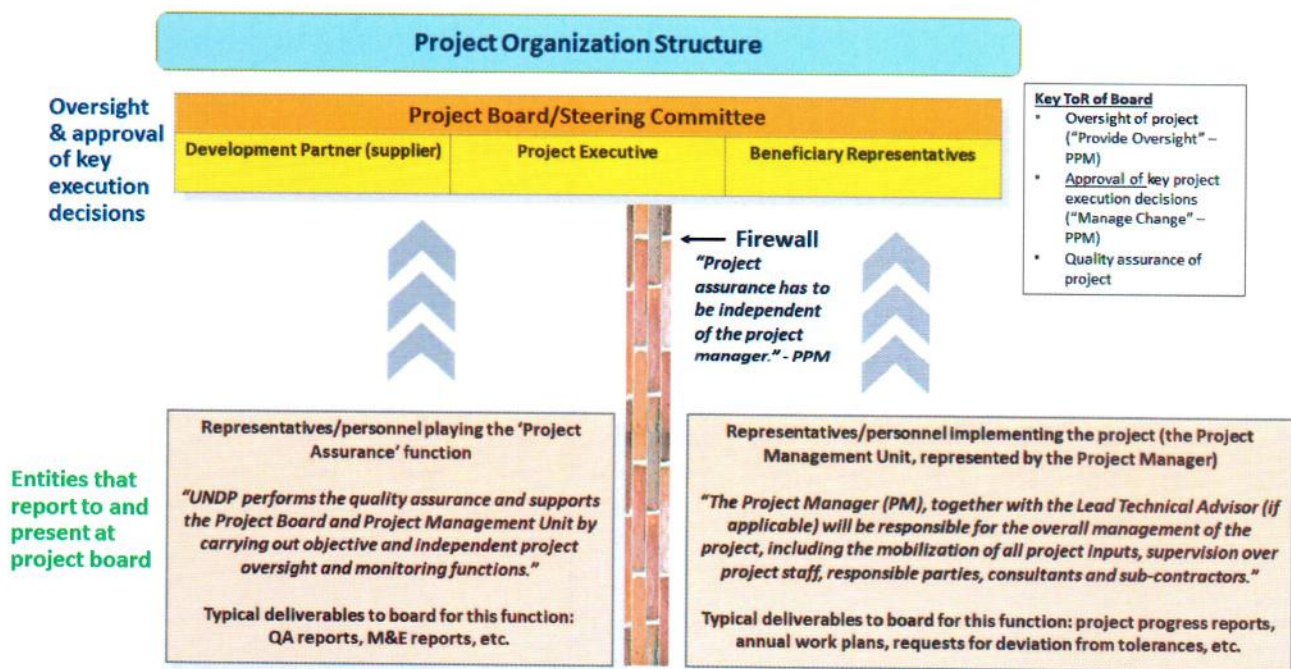 Project Organization Structure
Oversight
& approval
of key
execution
decisions
Project Board/Steering Committee
Development Partner (supplier)
Project Executive
Beneficiary Representatives
Key ToR of Board
• Oversight of project
("Provide Oversight" –
PPM)
• Approval of key project
execution decisions
("Manage Change" –
PPM)
• Quality assurance of
project
Firewall
"Project
assurance has to
be independent
of the project
manager." - PPM
Entities that
report to and
present at
project board
Representatives/personnel playing the 'Project
Assurance' function
"UNDP performs the quality assurance and supports
the Project Board and Project Management Unit by
carrying out objective and independent project
oversight and monitoring functions."
Typical deliverables to board for this function:
QA reports, M&E reports, etc.
Representatives/personnel implementing the project (the Project
Management Unit, represented by the Project Manager)
"The Project Manager (PM), together with the Lead Technical Advisor (if
applicable) will be responsible for the overall management of the
project, including the mobilization of all project inputs, supervision over
project staff, responsible parties, consultants and sub-contractors."
Typical deliverables to board for this function: project progress reports,
annual work plans, requests for deviation from tolerances, etc.